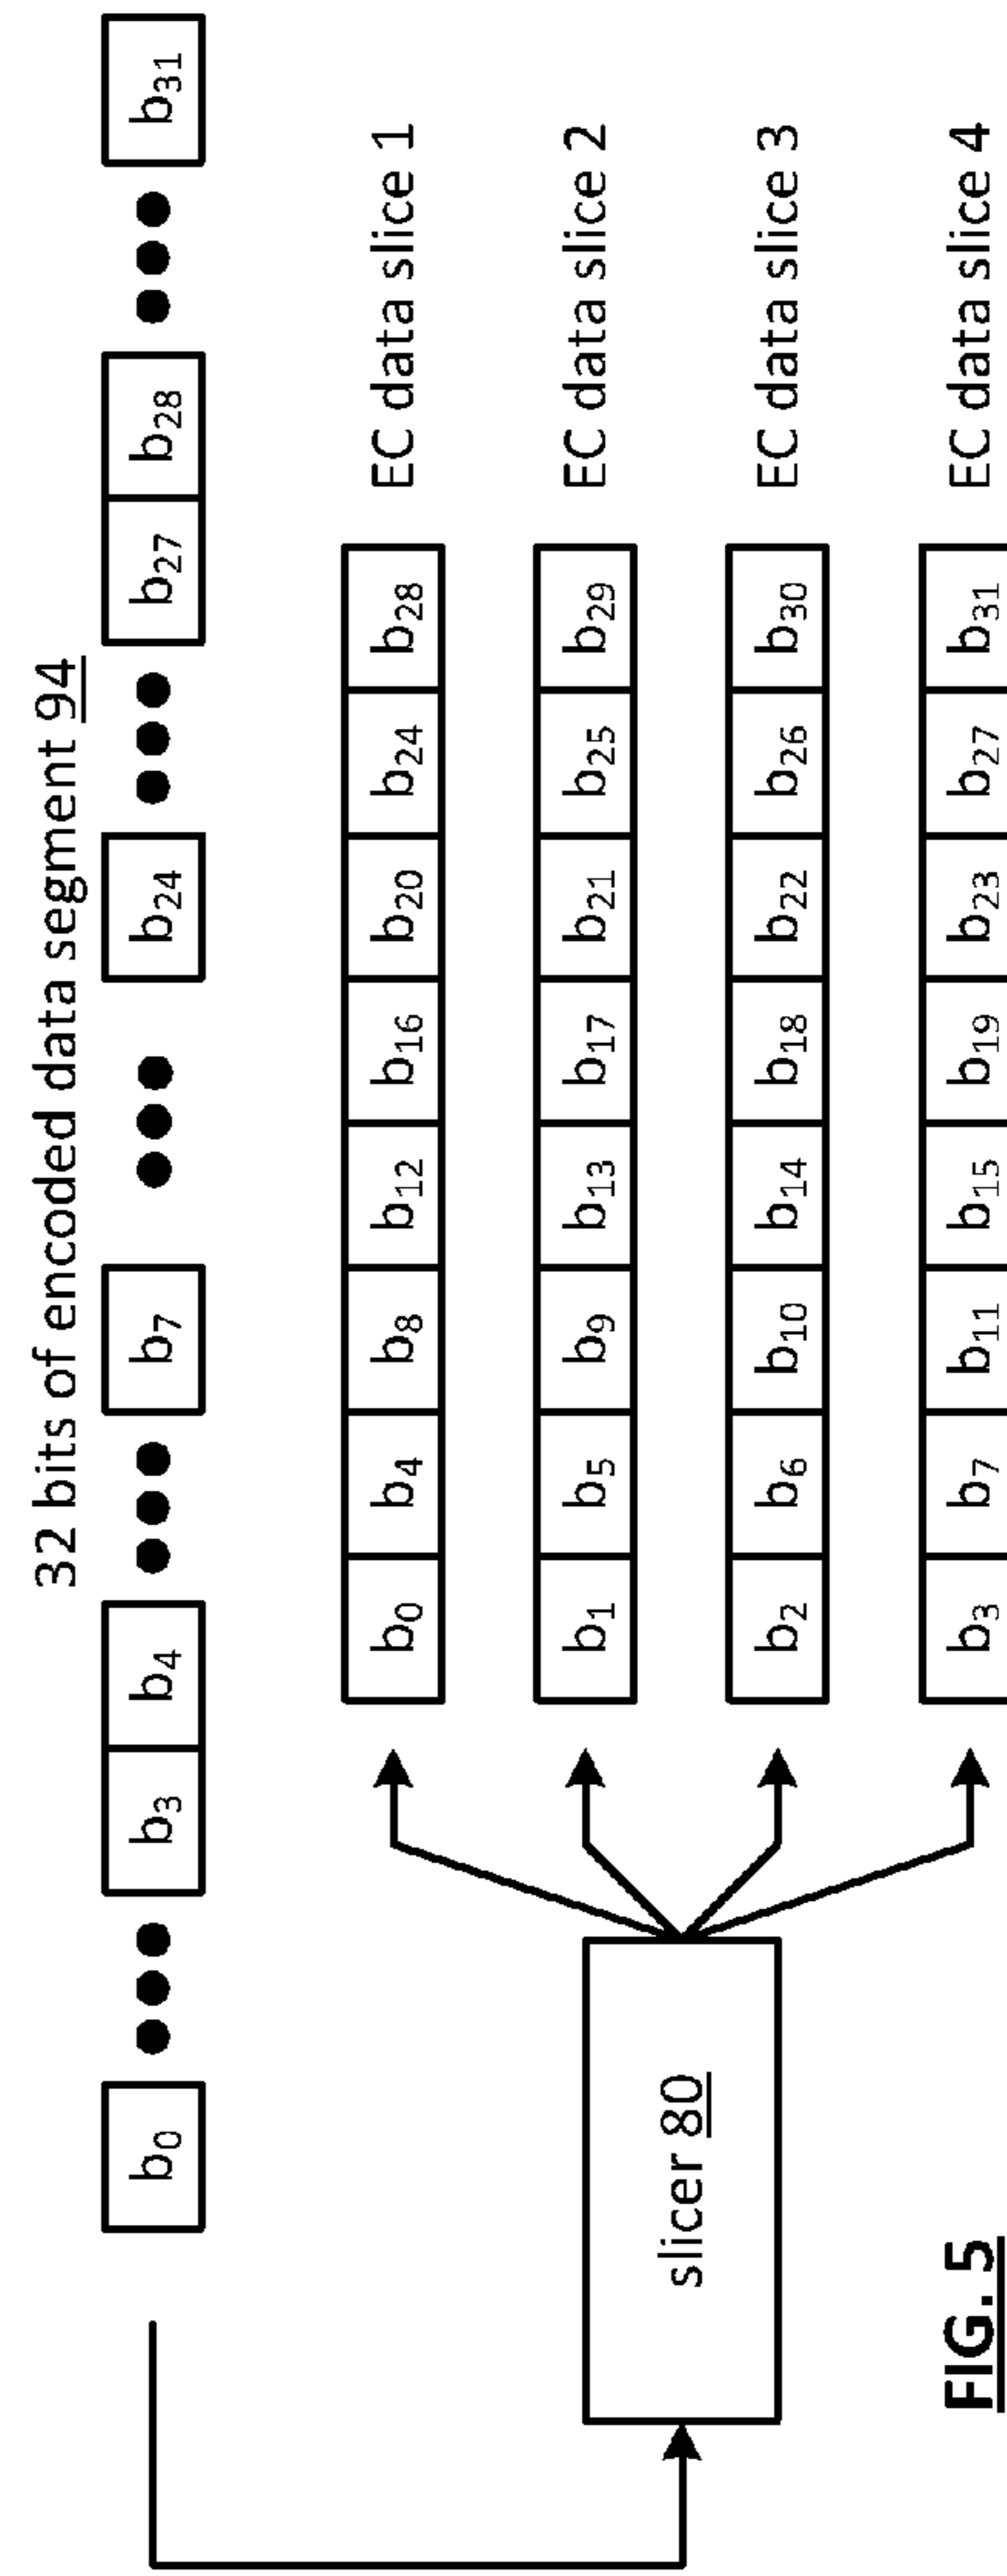 32 bits of encoded data segment 94
b0 b3 b4 b7 b24 b27 b28 b31
b0 b4 b8 b12 b16 b20 b24 b28 EC data slice 1
b1 b5 b9 b13 b17 b21 b25 b29 EC data slice 2
slicer 80
b2 b6 b10 b14 b18 b22 b26 b30 EC data slice 3
b3 b7 b11 b15 b19 b23 b27 b31 EC data slice 4
FIG. 5